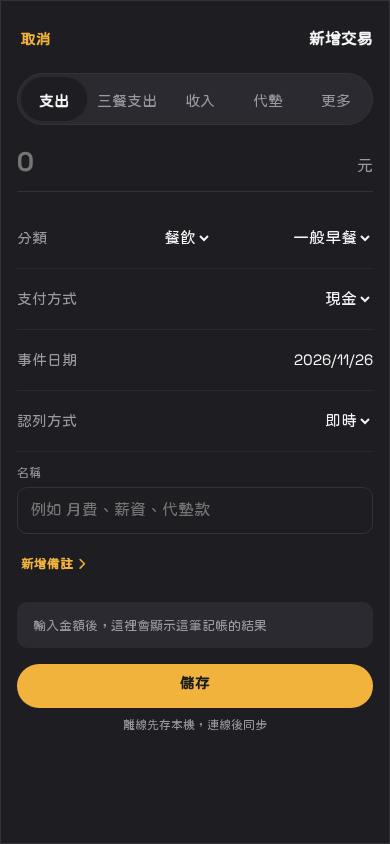 取消 新增交易
支出 三餐支出 收入 代墊 更多
0 元
分類 餐飲 一般早餐
支付方式 現金
事件日期 2026/11/26
認列方式 即時
名稱
例如 月費、薪資、代墊款
新增備註
輸入金額後，這裡會顯示這筆記帳的結果
儲存
離線先存本機，連線後同步